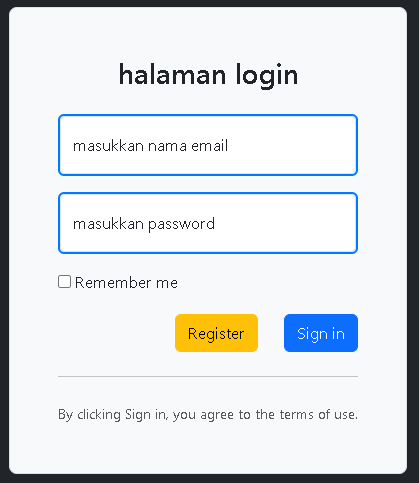 halaman login
masukkan nama email
masukkan password
Remember me
Register Sign in
By clicking Sign in, you agree to the terms of use.